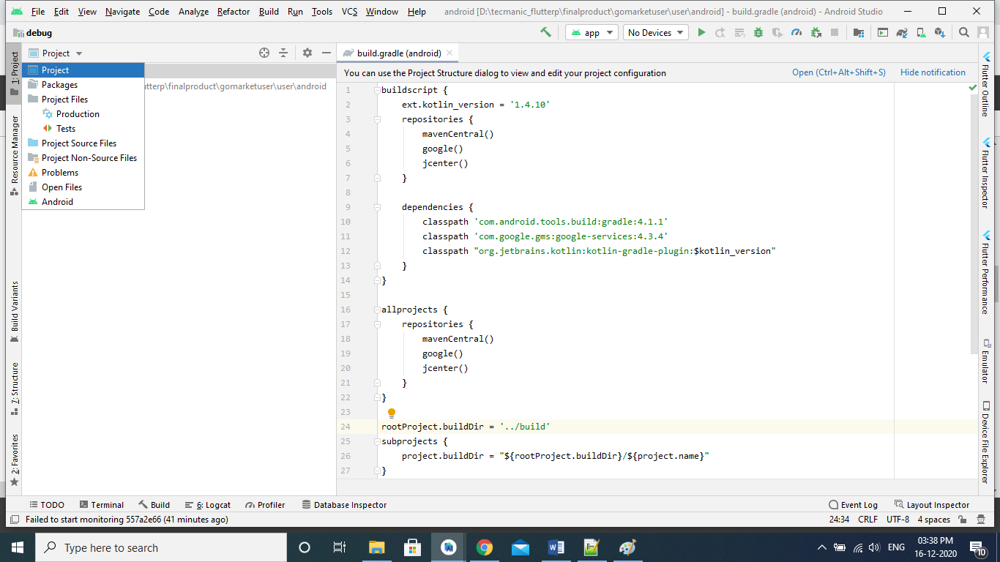 File Edit View Navigate Code Analyze Refactor Build Run Tools VCS Window Help android [D:\tecmanic_flutterp\finalproduct\gomarketuser\user\android] - build.gradle (android) - Android Studio
debug
app
No Devices
1: Project
Resource Manager
Build Variants
7: Structure
2: Favorites
Project
Project
Packages
utterp\finalproduct\gomarketuser\user\android
Project Files
Production
Tests
Project Source Files
Project Non-Source Files
Problems
Open Files
Android
build.gradle (android)
You can use the Project Structure dialog to view and edit your project configuration Open (Ctrl+Alt+Shift+S) Hide notification
1 buildscript {
2 ext.kotlin_version = '1.4.10'
3 repositories {
4 mavenCentral()
5 google()
6 jcenter()
7 }
8
9 dependencies {
10 classpath 'com.android.tools.build:gradle:4.1.1'
11 classpath 'com.google.gms:google-services:4.3.4'
12 classpath "org.jetbrains.kotlin:kotlin-gradle-plugin:$kotlin_version"
13 }
14 }
15
16 allprojects {
17 repositories {
18 mavenCentral()
19 google()
20 jcenter()
21 }
22 }
23
24 rootProject.buildDir = '../build'
25 subprojects {
26 project.buildDir = "${rootProject.buildDir}/${project.name}"
27 }
Flutter Outline
Flutter Inspector
Flutter Performance
Emulator
Device File Explorer
TODO Terminal Build 6: Logcat Profiler Database Inspector Event Log Layout Inspector
Failed to start monitoring 557a2e66 (41 minutes ago) 24:34 CRLF UTF-8 4 spaces
Type here to search
ENG
03:38 PM
16-12-2020
10